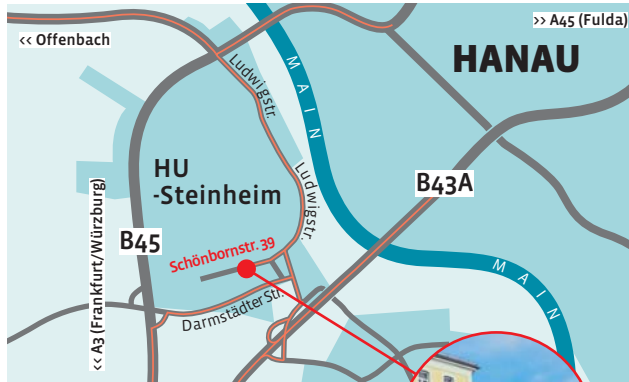 >> A45 (Fulda)
<< Offenbach
HANAU
MAIN
Ludwigstr.
HU
-Steinheim
Ludwigstr.
B43A
B45
Schönbornstr. 39
<< A3 (Frankfurt/Würzburg)
Darmstädter Str.
MAIN